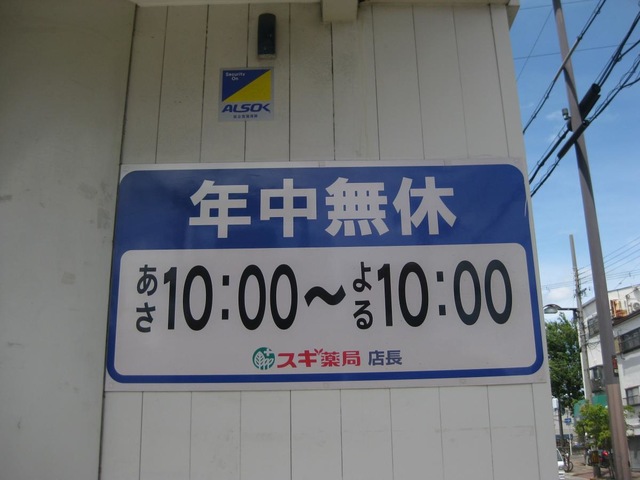 Security
On
ALSOK
年中無休
あさ10:00〜よる10:00
スギ薬局 店長